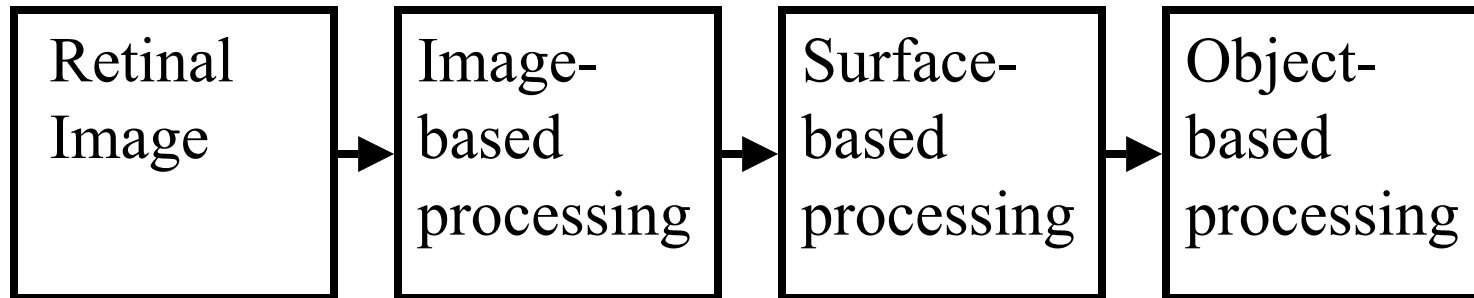 Retinal
Image
Image-
based
processing
Surface-
based
processing
Object-
based
processing